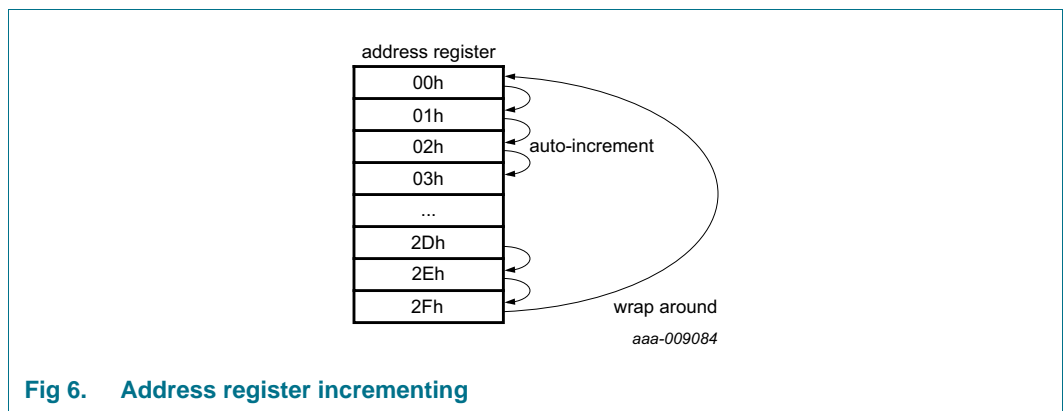 address register
00h
01h
02h
auto-increment
03h
...
2Dh
2Eh
2Fh
wrap around
aaa-009084
Fig 6. Address register incrementing